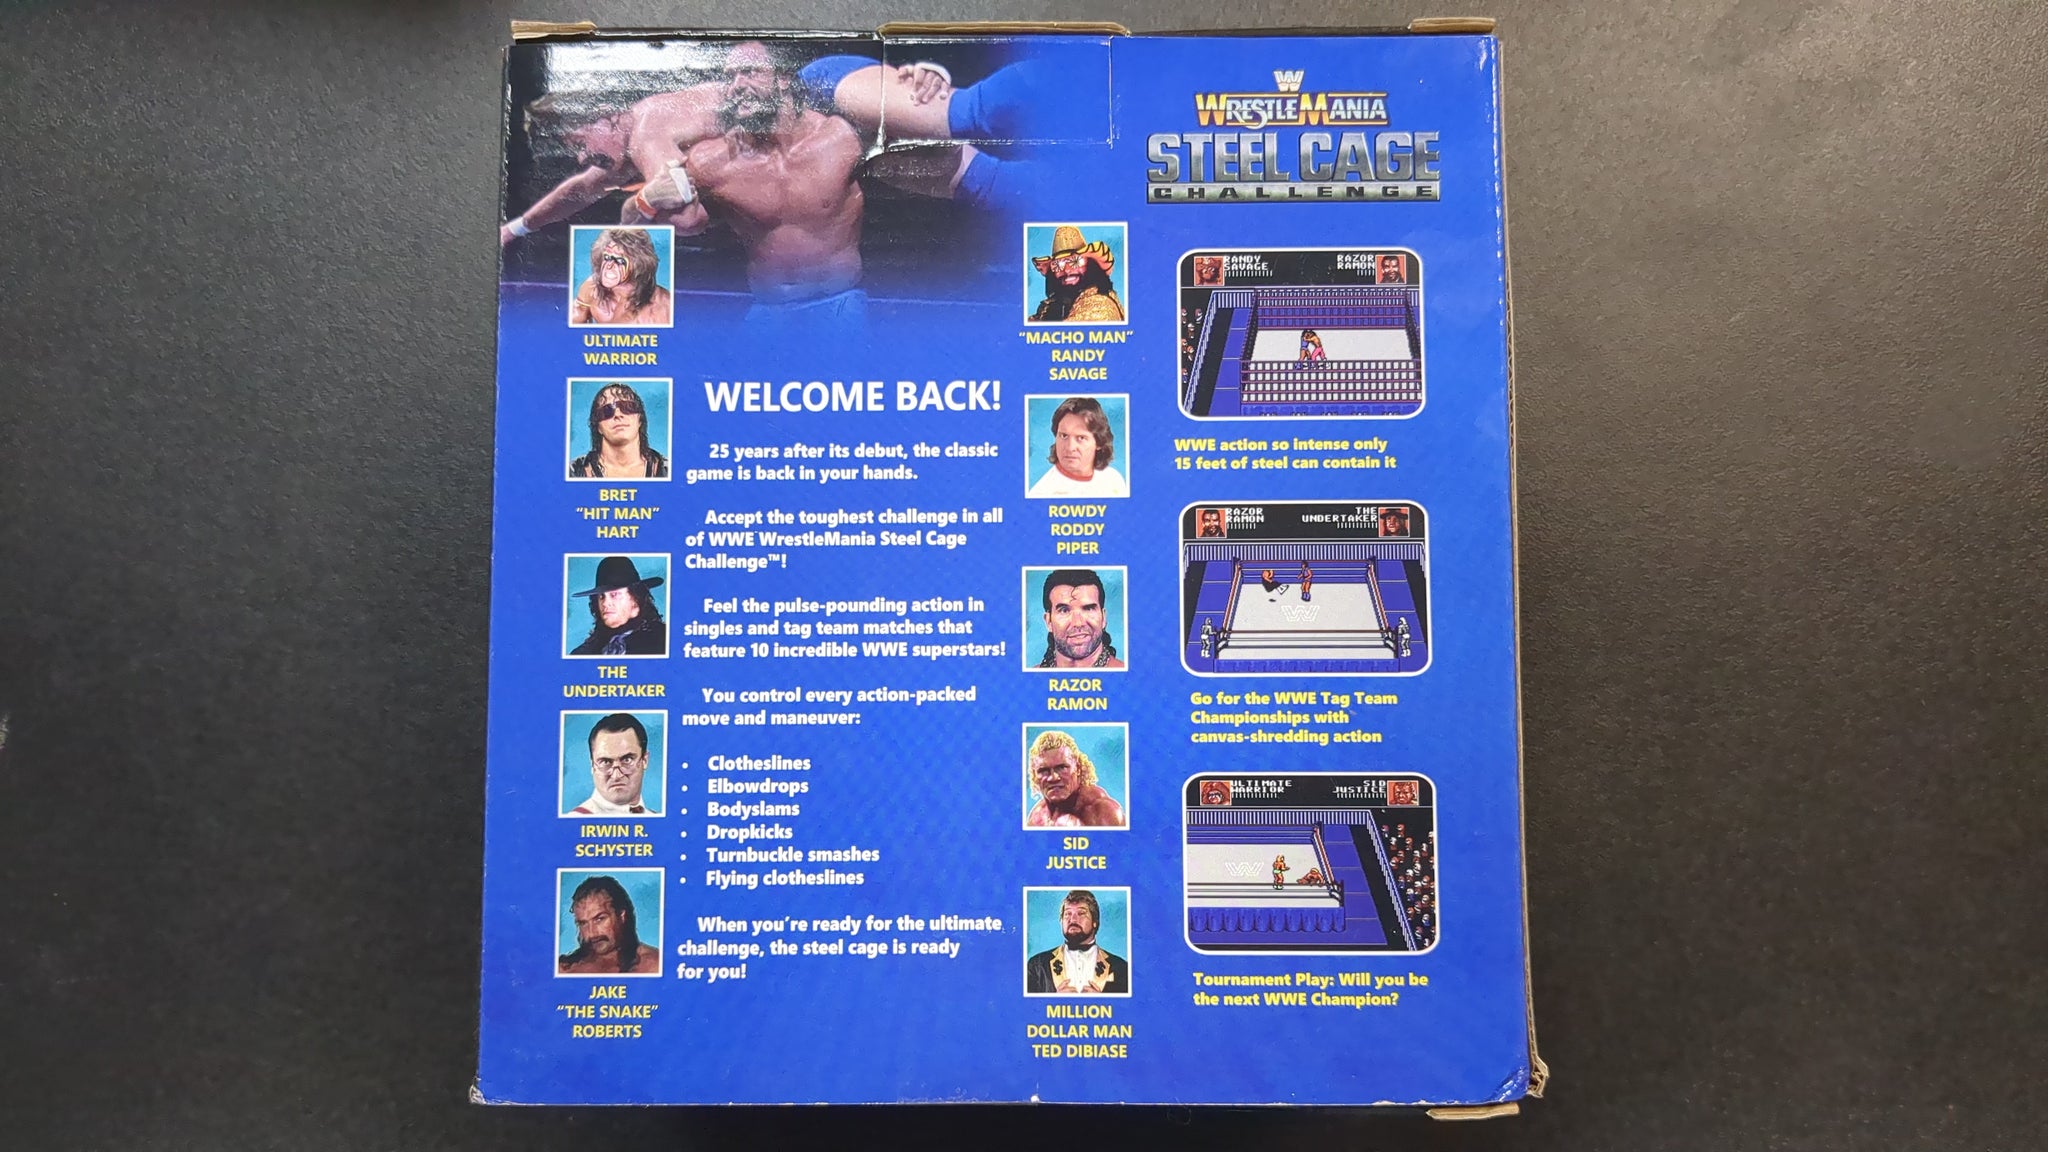 W
WRESTLEMANIA
STEEL CAGE
CHALLENGE
ULTIMATE
WARRIOR
BRET
"HIT MAN"
HART
THE
UNDERTAKER
IRWIN R.
SCHYSTER
JAKE
"THE SNAKE"
ROBERTS
WELCOME BACK!
25 years after its debut, the classic
game is back in your hands.
Accept the toughest challenge in all
of WWE WrestleMania Steel Cage
Challenge™!
Feel the pulse-pounding action in
singles and tag team matches that
feature 10 incredible WWE superstars!
You control every action-packed
move and maneuver:
• Clotheslines
• Elbowdrops
• Bodyslams
• Dropkicks
• Turnbuckle smashes
• Flying clotheslines
When you're ready for the ultimate
challenge, the steel cage is ready
for you!
"MACHO MAN"
RANDY
SAVAGE
ROWDY
RODDY
PIPER
RAZOR
RAMON
SID
JUSTICE
MILLION
DOLLAR MAN
TED DIBIASE
RANDY
SAVAGE
RAZOR
RAMON
WWE action so intense only
15 feet of steel can contain it
RAZOR
RAMON
THE
UNDERTAKER
Go for the WWE Tag Team
Championships with
canvas-shredding action
ULTIMATE
WARRIOR
SID
JUSTICE
Tournament Play: Will you be
the next WWE Champion?